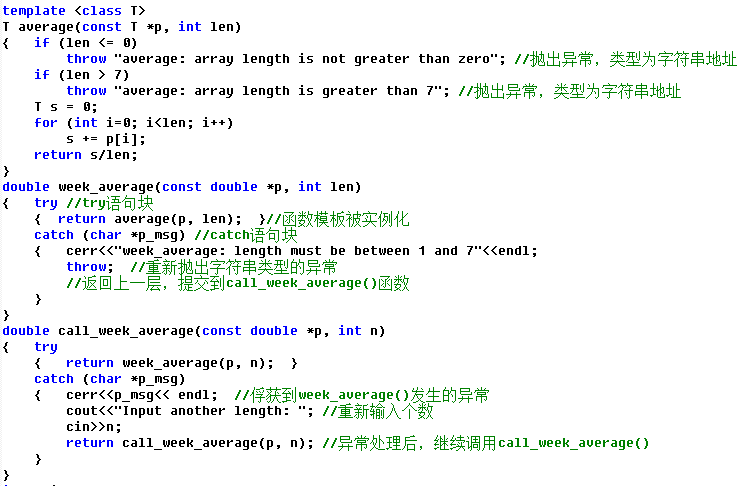 template <class T>
T average(const T *p, int len)
{   if (len <= 0)
        throw "average: array length is not greater than zero"; //抛出异常，类型为字符串地址
    if (len > 7)
        throw "average: array length is greater than 7"; //抛出异常，类型为字符串地址
    T s = 0;
    for (int i=0; i<len; i++)
        s += p[i];
    return s/len;
}
double week_average(const double *p, int len)
{   try //try语句块
    {  return average(p, len);  }//函数模板被实例化
    catch (char *p_msg) //catch语句块
    {   cerr<<"week_average: length must be between 1 and 7"<<endl;
        throw;  //重新抛出字符串类型的异常
        //返回上一层，提交到call_week_average()函数
    }
}
double call_week_average(const double *p, int n)
{   try
    {   return week_average(p, n);  }
    catch (char *p_msg)
    {   cerr<<p_msg<< endl;  //俘获到week_average()发生的异常
        cout<<"Input another length: "; //重新输入个数
        cin>>n;
        return call_week_average(p, n); //异常处理后，继续调用call_week_average()
    }
}